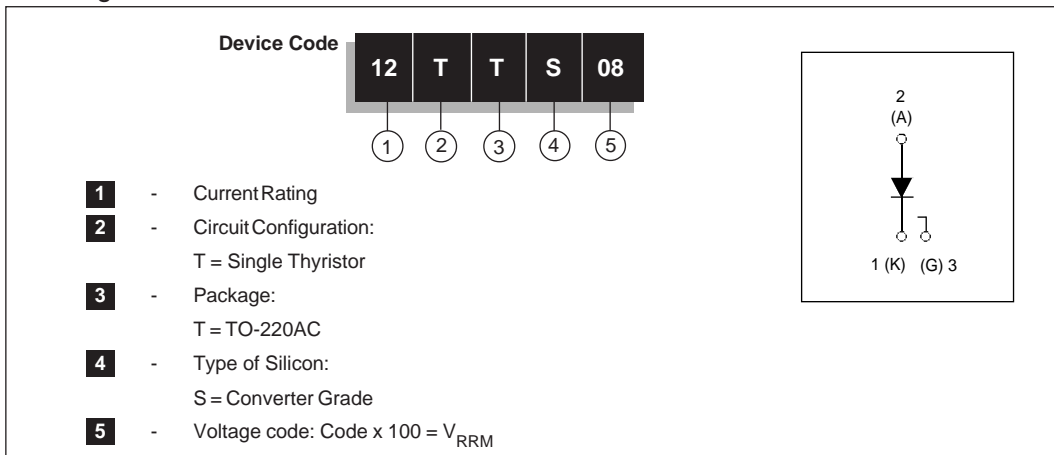 Device Code
12 T T S 08
1 2 3 4 5
1 - Current Rating
2 - Circuit Configuration:
T = Single Thyristor
3 - Package:
T = TO-220AC
4 - Type of Silicon:
S = Converter Grade
5 - Voltage code: Code x 100 = VRRM
2
(A)
1 (K) (G) 3